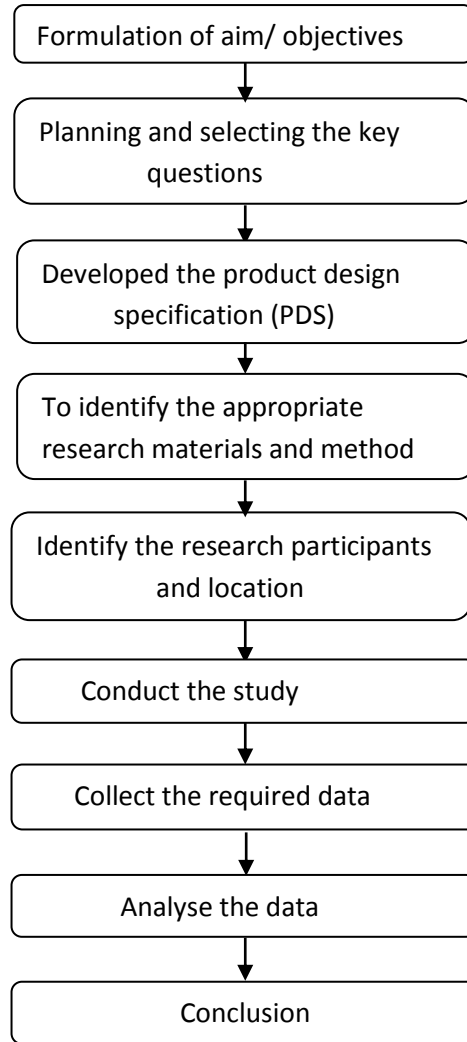 Formulation of aim/ objectives
Planning and selecting the key
questions
Developed the product design
specification (PDS)
To identify the appropriate
research materials and method
Identify the research participants
and location
Conduct the study
Collect the required data
Analyse the data
Conclusion